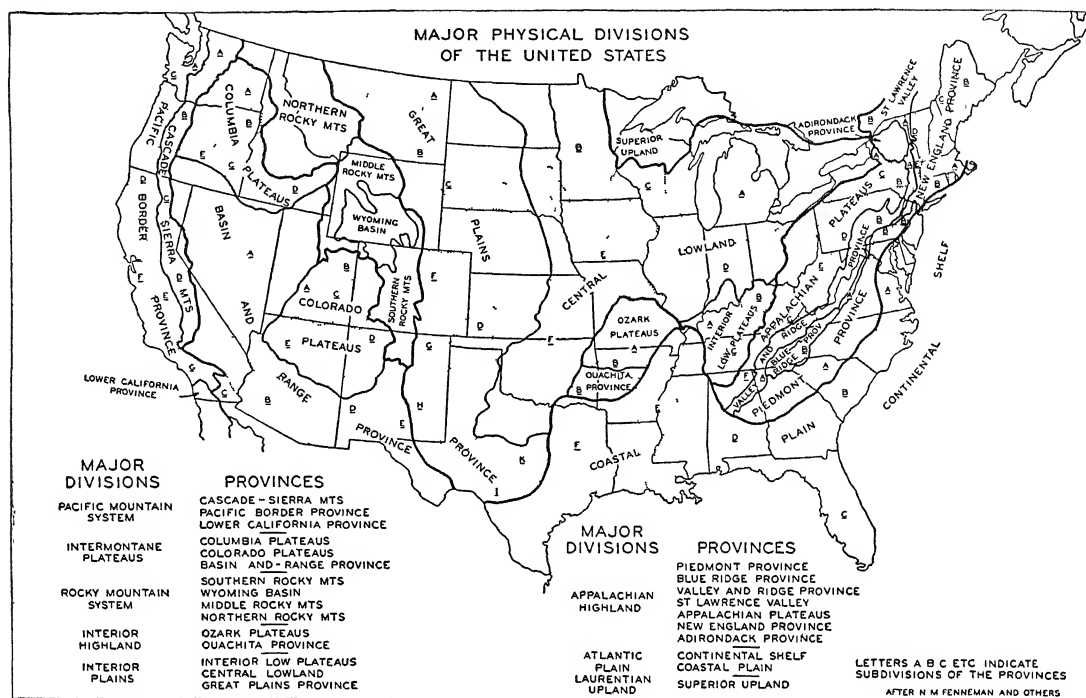 MAJOR PHYSICAL DIVISIONS
OF THE UNITED STATES
PACIFIC
BORDER
PROVINCE
CASCADE
SIERRA
MTS
COLUMBIA
PLATEAUS
NORTHERN
ROCKY MTS
MIDDLE
ROCKY MTS
WYOMING
BASIN
SOUTHERN
ROCKY MTS
BASIN
AND
RANGE
PROVINCE
COLORADO
PLATEAUS
LOWER CALIFORNIA
PROVINCE
GREAT
PLAINS
PROVINCE
SUPERIOR
UPLAND
CENTRAL
LOWLAND
OZARK
PLATEAUS
OUACHITA
PROVINCE
INTERIOR
LOW PLATEAUS
APPALACHIAN
PLATEAUS
VALLEY AND RIDGE
PROVINCE
BLUE
RIDGE PROV
PIEDMONT
PROVINCE
ADIRONDACK
PROVINCE
ST LAWRENCE
VALLEY
NEW ENGLAND PROVINCE
COASTAL
PLAIN
CONTINENTAL
SHELF
MAJOR
DIVISIONS
PROVINCES
PACIFIC MOUNTAIN
SYSTEM
CASCADE-SIERRA MTS
PACIFIC BORDER PROVINCE
LOWER CALIFORNIA PROVINCE
INTERMONTANE
PLATEAUS
COLUMBIA PLATEAUS
COLORADO PLATEAUS
BASIN AND-RANGE PROVINCE
ROCKY MOUNTAIN
SYSTEM
SOUTHERN ROCKY MTS
WYOMING BASIN
MIDDLE ROCKY MTS
NORTHERN ROCKY MTS
INTERIOR
HIGHLAND
OZARK PLATEAUS
OUACHITA PROVINCE
INTERIOR
PLAINS
INTERIOR LOW PLATEAUS
CENTRAL LOWLAND
GREAT PLAINS PROVINCE
MAJOR
DIVISIONS
PROVINCES
APPALACHIAN
HIGHLAND
PIEDMONT PROVINCE
BLUE RIDGE PROVINCE
VALLEY AND RIDGE PROVINCE
ST LAWRENCE VALLEY
APPALACHIAN PLATEAUS
NEW ENGLAND PROVINCE
ADIRONDACK PROVINCE
ATLANTIC
PLAIN
CONTINENTAL SHELF
COASTAL PLAIN
LAURENTIAN
UPLAND
SUPERIOR UPLAND
LETTERS A B C ETC INDICATE
SUBDIVISIONS OF THE PROVINCES
AFTER N M FENNEMAN AND OTHERS